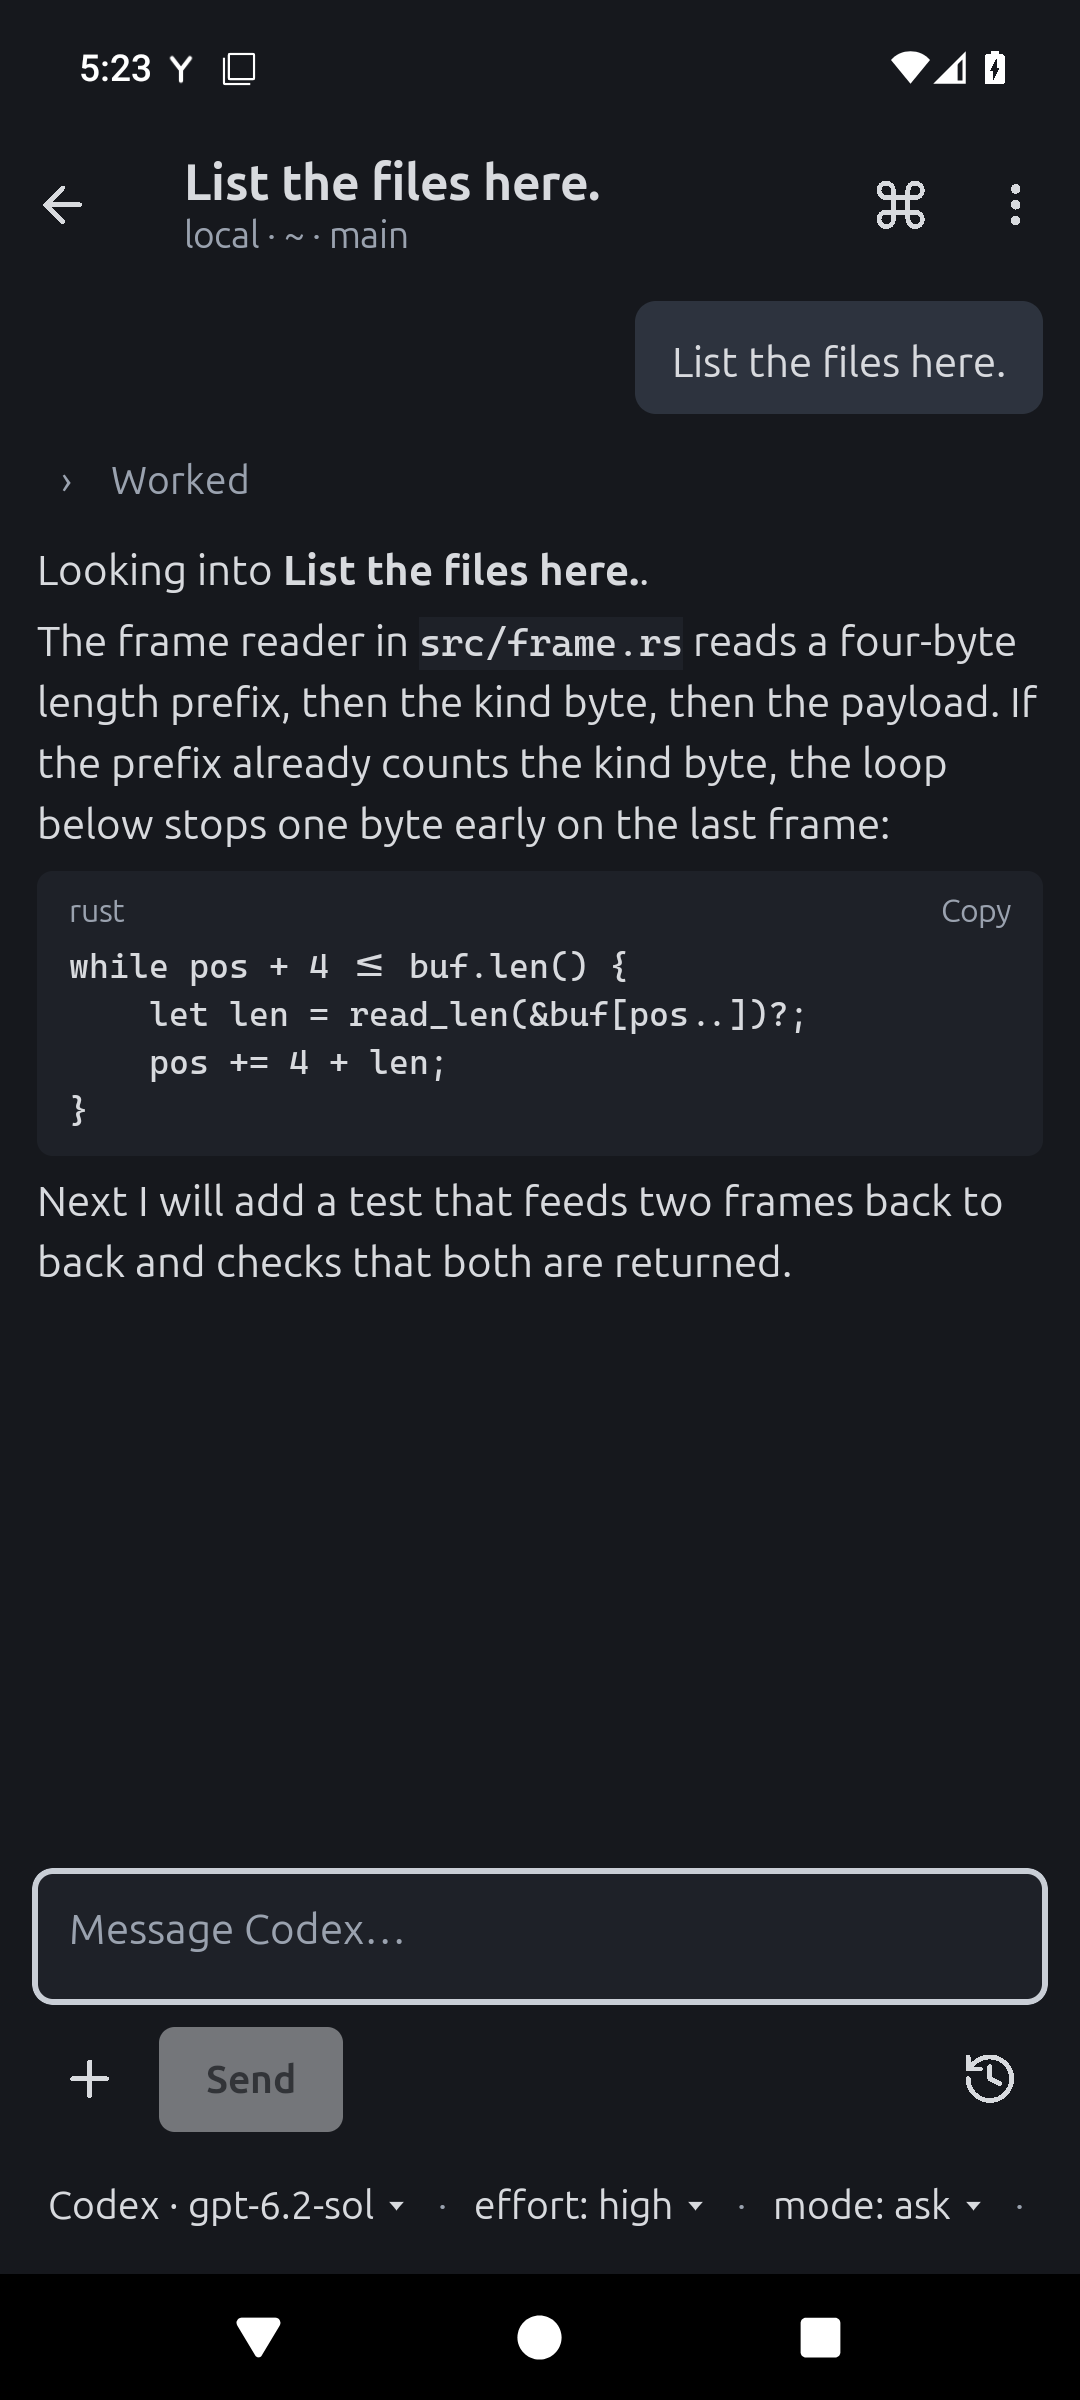 5:23
List the files here.
local · ~ · main
List the files here.
› Worked
Looking into List the files here..
The frame reader in src/frame.rs reads a four-byte
length prefix, then the kind byte, then the payload. If
the prefix already counts the kind byte, the loop
below stops one byte early on the last frame:
rust Copy
while pos + 4 ≤ buf.len() {
    let len = read_len(&buf[pos..])?;
    pos += 4 + len;
}
Next I will add a test that feeds two frames back to
back and checks that both are returned.
Message Codex…
Send
Codex · gpt-6.2-sol ▾ · effort: high ▾ · mode: ask ▾ ·